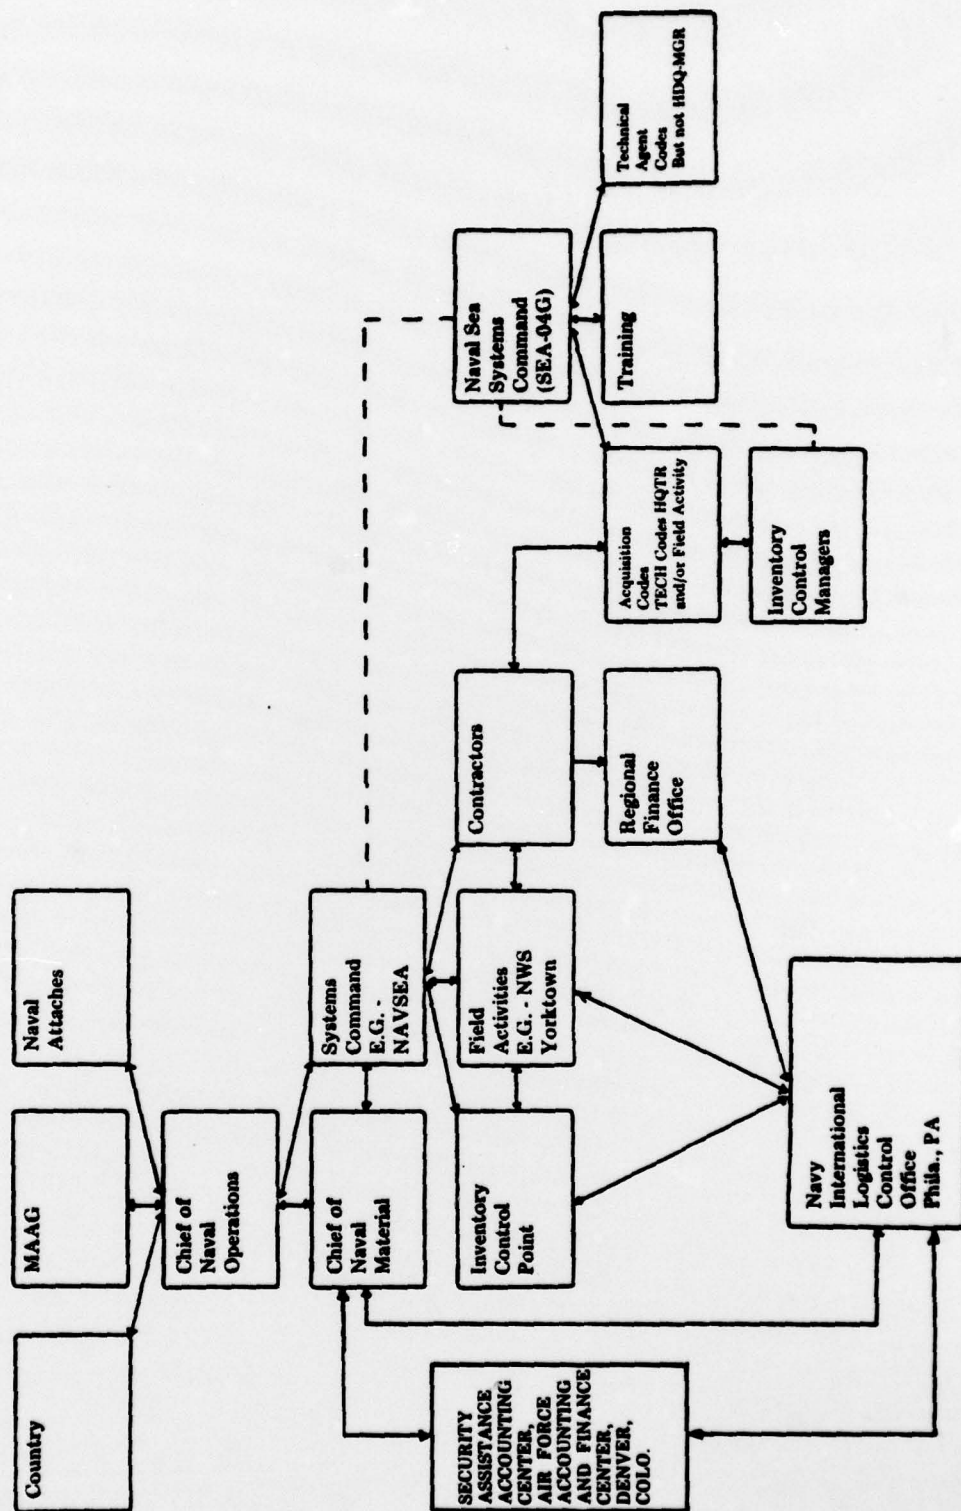 Country
MAAG
Naval
Attaches
Chief of
Naval
Operations
Chief of
Naval
Material
Systems
Command
E.G. -
NAVSEA
SECURITY
ASSISTANCE
ACCOUNTING
CENTER,
AIR FORCE
ACCOUNTING
AND FINANCE
CENTER,
DENVER,
COLO.
Inventory
Control
Point
Field
Activities
E.G. - NWS
Yorktown
Contractors
Naval Sea
Systems
Command
(SEA-04G)
Regional
Finance
Office
Acquisition
Codes
TECH Codes HQTR
and/or Field Activity
Training
Technical
Agent
Codes
But not HDQ-MGR
Inventory
Control
Managers
Navy
International
Logistics
Control
Office
Phila., PA